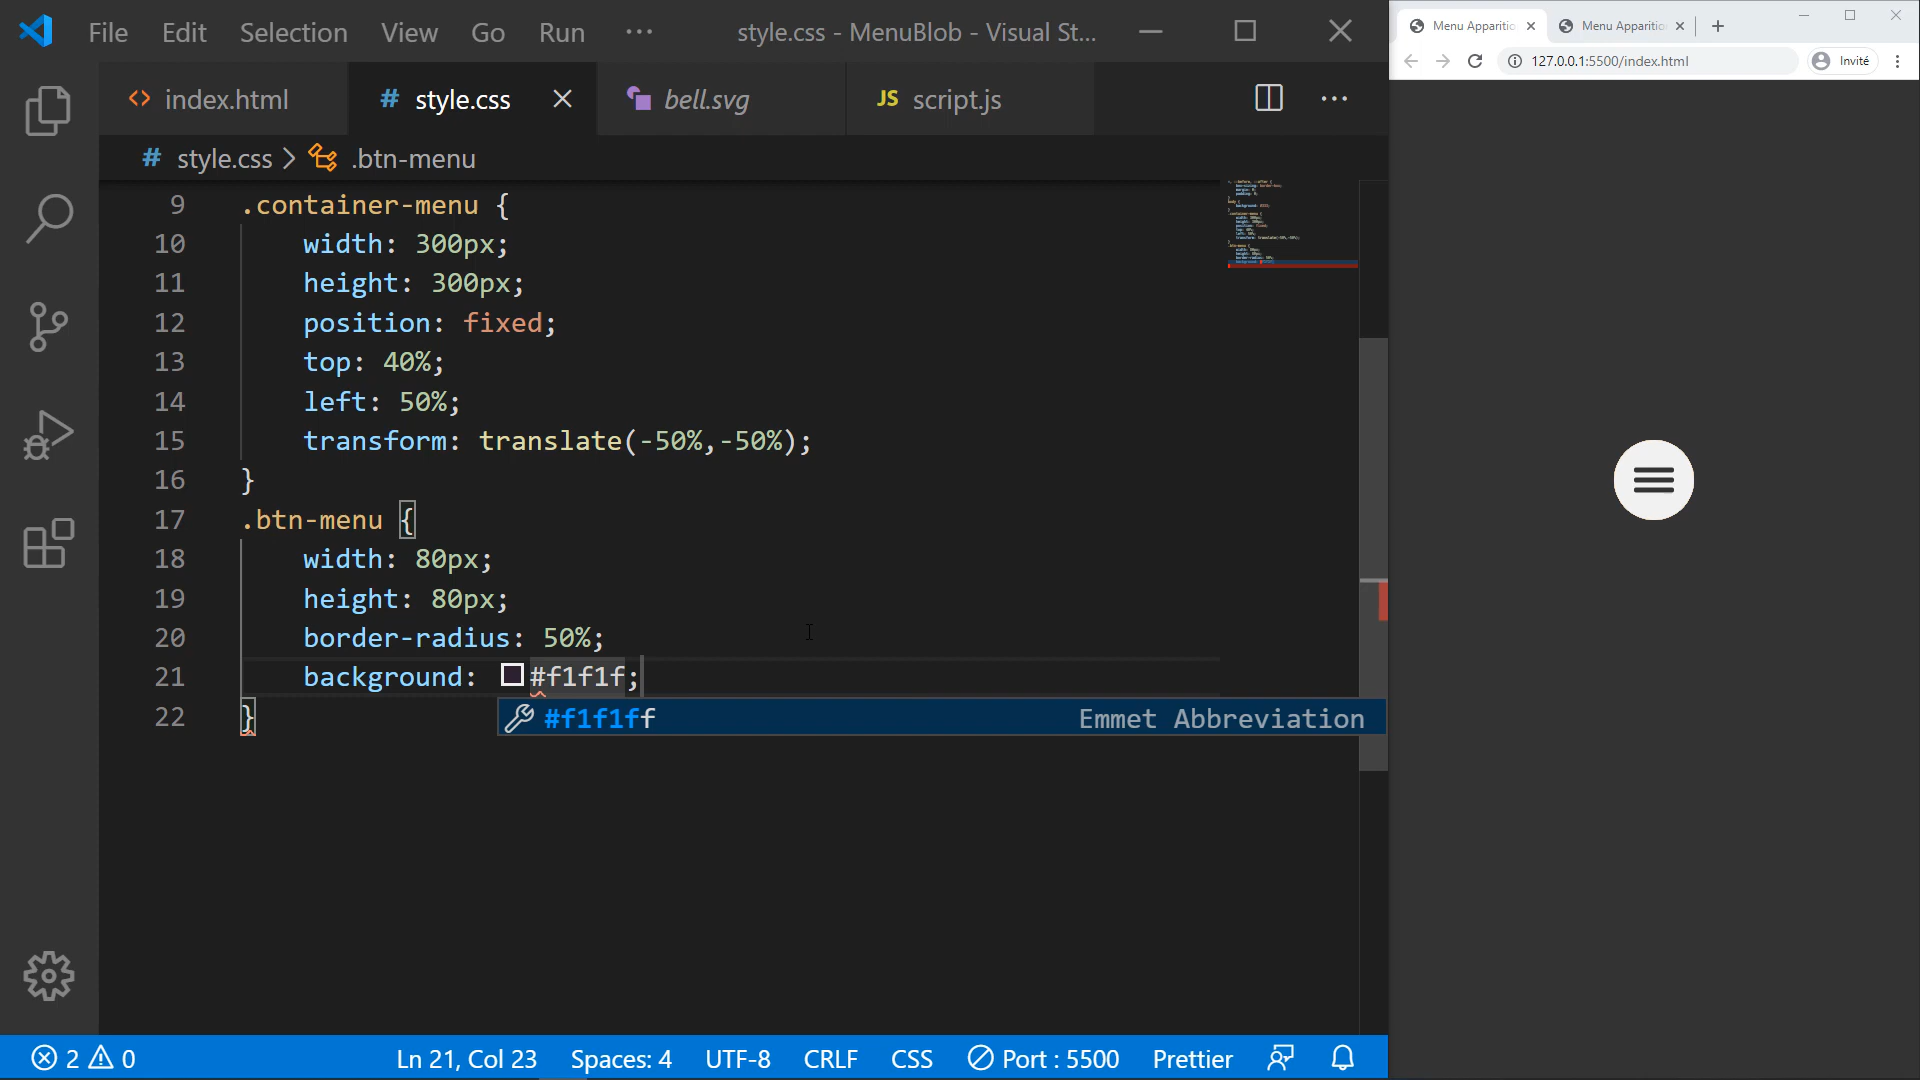 File Edit Selection View Go Run ··· style.css - MenuBlob - Visual St...
index.html
# style.css
bell.svg
JS script.js
# style.css > .btn-menu
9 .container-menu {
10 width: 300px;
11 height: 300px;
12 position: fixed;
13 top: 40%;
14 left: 50%;
15 transform: translate(-50%,-50%);
16 }
17 .btn-menu {
18 width: 80px;
19 height: 80px;
20 border-radius: 50%;
21 background: #f1f1f;
22 }
#f1f1ff Emmet Abbreviation
2 0 Ln 21, Col 23 Spaces: 4 UTF-8 CRLF CSS Port : 5500 Prettier
Menu Apparitio
Menu Apparitio
127.0.0.1:5500/index.html
Invité